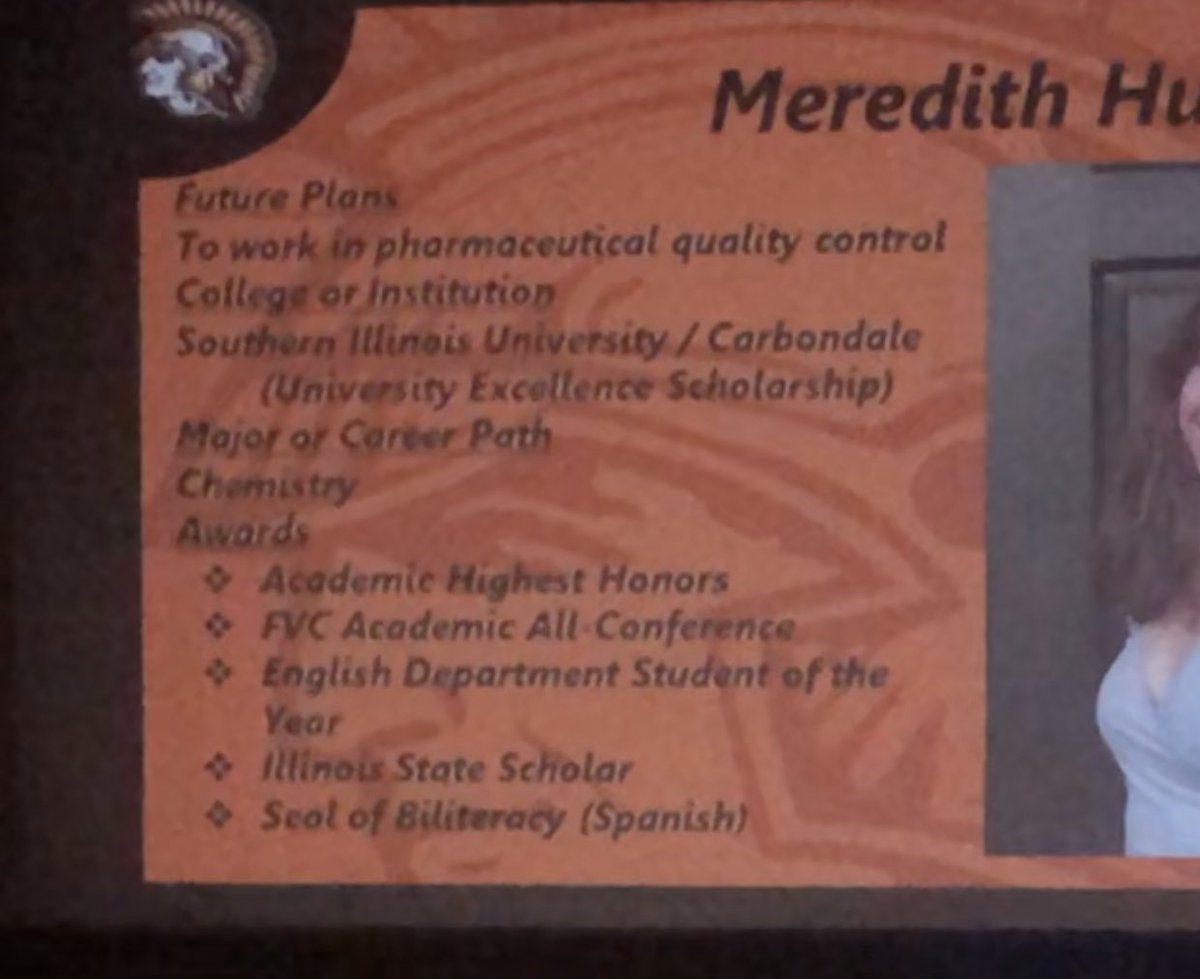 Meredith Hu
Future Plans
To work in pharmaceutical quality control
College or Institution
Southern Illinois University / Carbondale
(University Excellence Scholarship)
Major or Career Path
Chemistry
Awards
❖ Academic Highest Honors
❖ FVC Academic All-Conference
❖ English Department Student of the
Year
❖ Illinois State Scholar
❖ Seal of Biliteracy (Spanish)